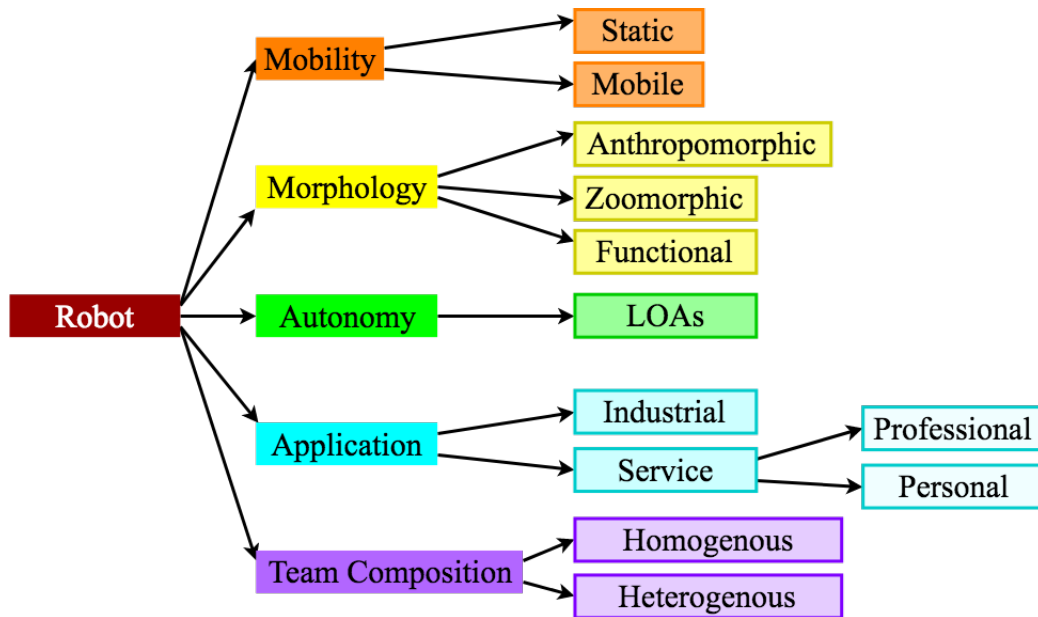 Robot
Mobility
Static
Mobile
Morphology
Anthropomorphic
Zoomorphic
Functional
Autonomy
LOAs
Application
Industrial
Service
Professional
Personal
Team Composition
Homogenous
Heterogenous